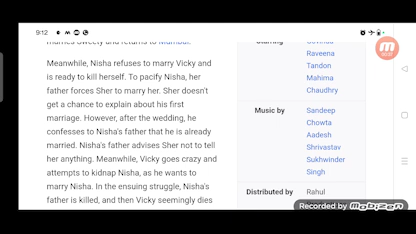 9:12
marries Sweety and returns to Mumbai.
Meanwhile, Nisha refuses to marry Vicky and
is ready to kill herself. To pacify Nisha, her
father forces Sher to marry her. Sher doesn't
get a chance to explain about his first
marriage. However, after the wedding, he
confesses to Nisha's father that he is already
married. Nisha's father advises Sher not to tell
her anything. Meanwhile, Vicky goes crazy and
attempts to kidnap Nisha, as he wants to
marry Nisha. In the ensuing struggle, Nisha's
father is killed, and then Vicky seemingly dies
Starring
Govinda
Raveena
Tandon
Mahima
Chaudhry
Music by
Sandeep
Chowta
Aadesh
Shrivastav
Sukhwinder
Singh
Distributed by
Rahul
Recorded by Mobizen